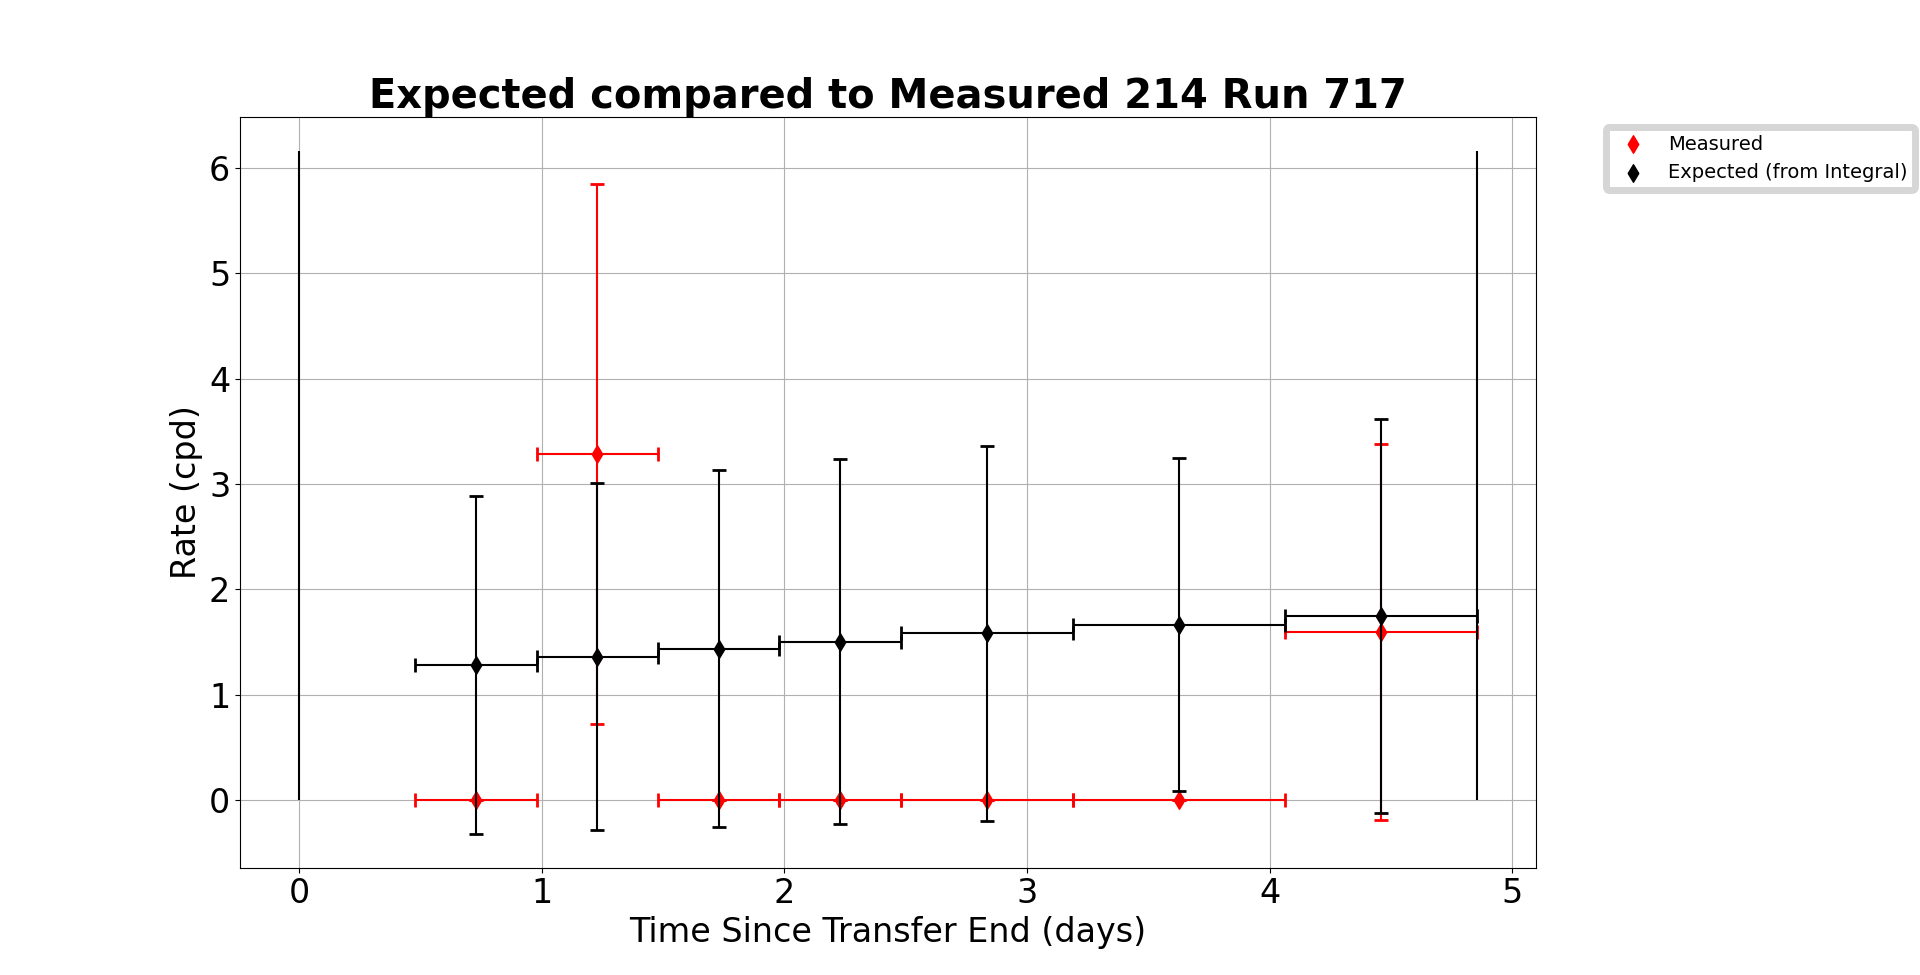 Expected compared to Measured 214 Run 717
Measured
Expected (from Integral)
6
5
4
3
2
1
0
Rate (cpd)
0 1 2 3 4 5
Time Since Transfer End (days)